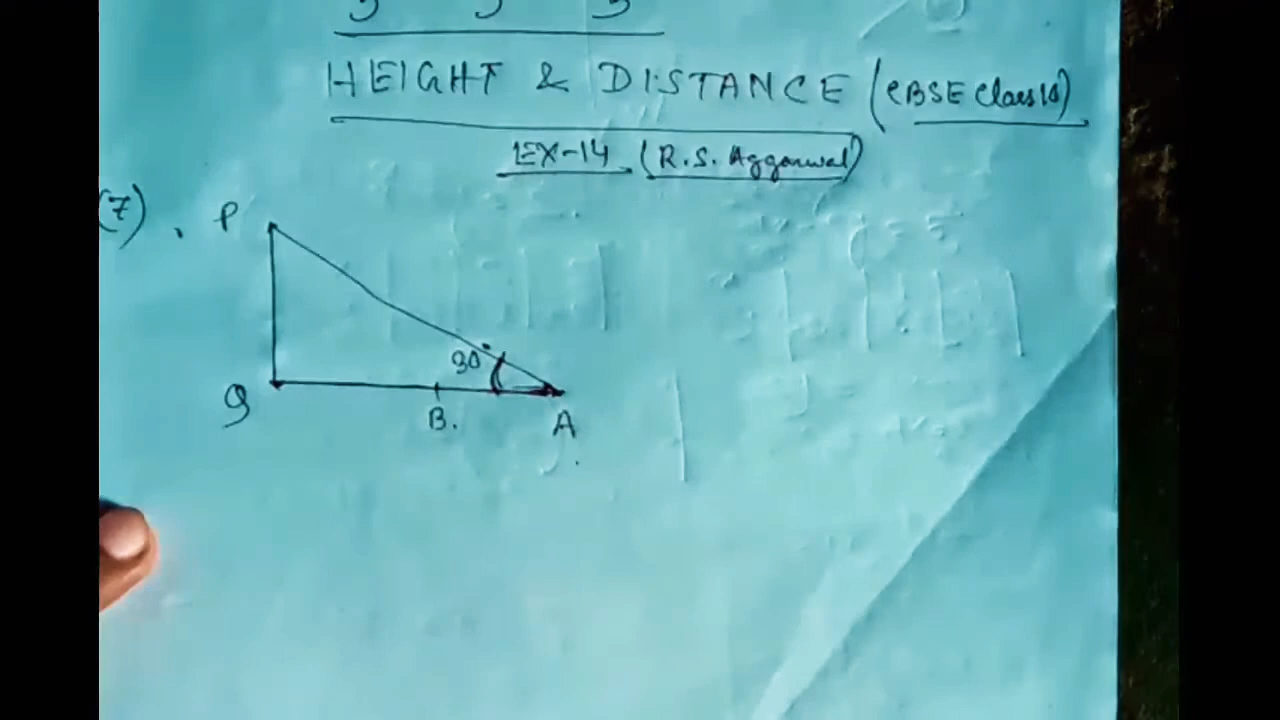 HEIGHT & DISTANCE (CBSE Class 10)
EX-14 (R.S. Aggarwal)
(7).
P
30°
Q
B.
A